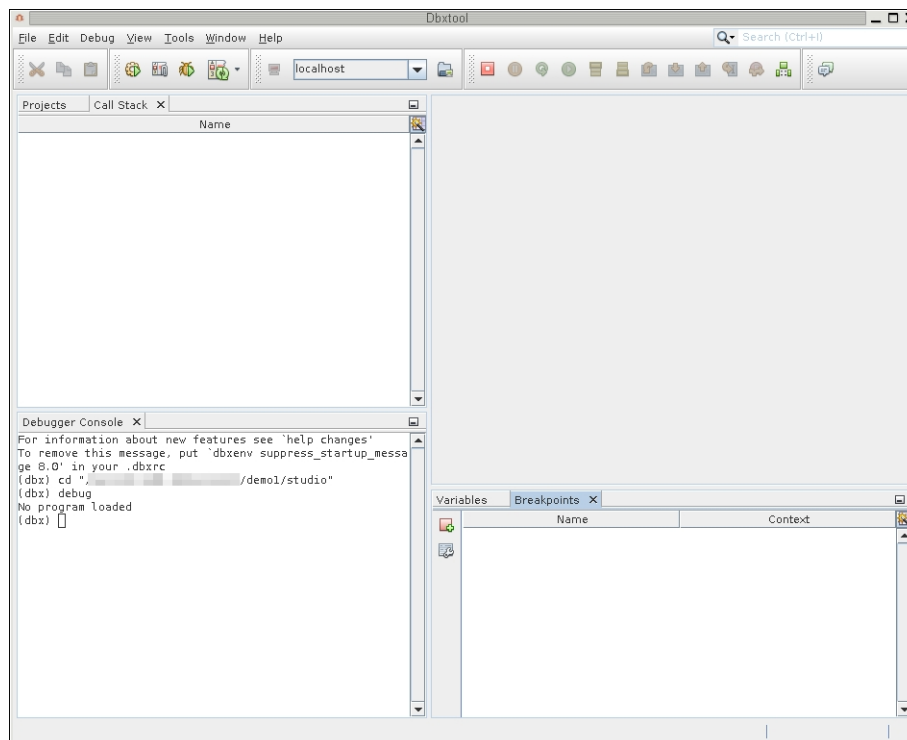 Dbxtool
File Edit Debug View Tools Window Help
Search (Ctrl+I)
localhost
Projects Call Stack
Name
Debugger Console
For information about new features see `help changes'
To remove this message, put `dbxenv suppress_startup_messa
ge 8.0' in your .dbxrc
(dbx) cd "/ /demo1/studio"
(dbx) debug
No program loaded
(dbx)
Variables Breakpoints
Name Context